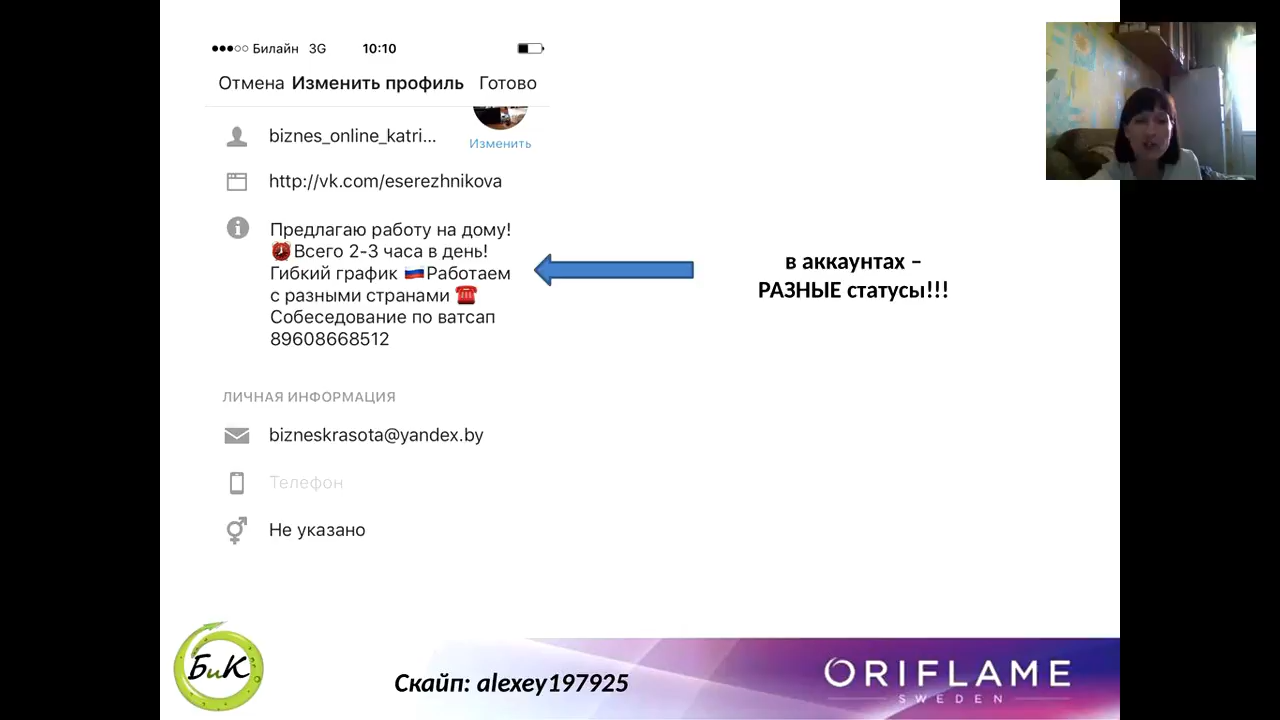 Билайн 3G 10:10
Отмена Изменить профиль Готово
biznes_online_katri...
Изменить
http://vk.com/eserezhnikova
Предлагаю работу на дому!
Всего 2-3 часа в день!
Гибкий график Работаем
с разными странами
Собеседование по ватсап
89608668512
в аккаунтах –
РАЗНЫЕ статусы!!!
ЛИЧНАЯ ИНФОРМАЦИЯ
bizneskrasota@yandex.by
Телефон
Не указано
БиК
Скайп: alexey197925
ORIFLAME
SWEDEN